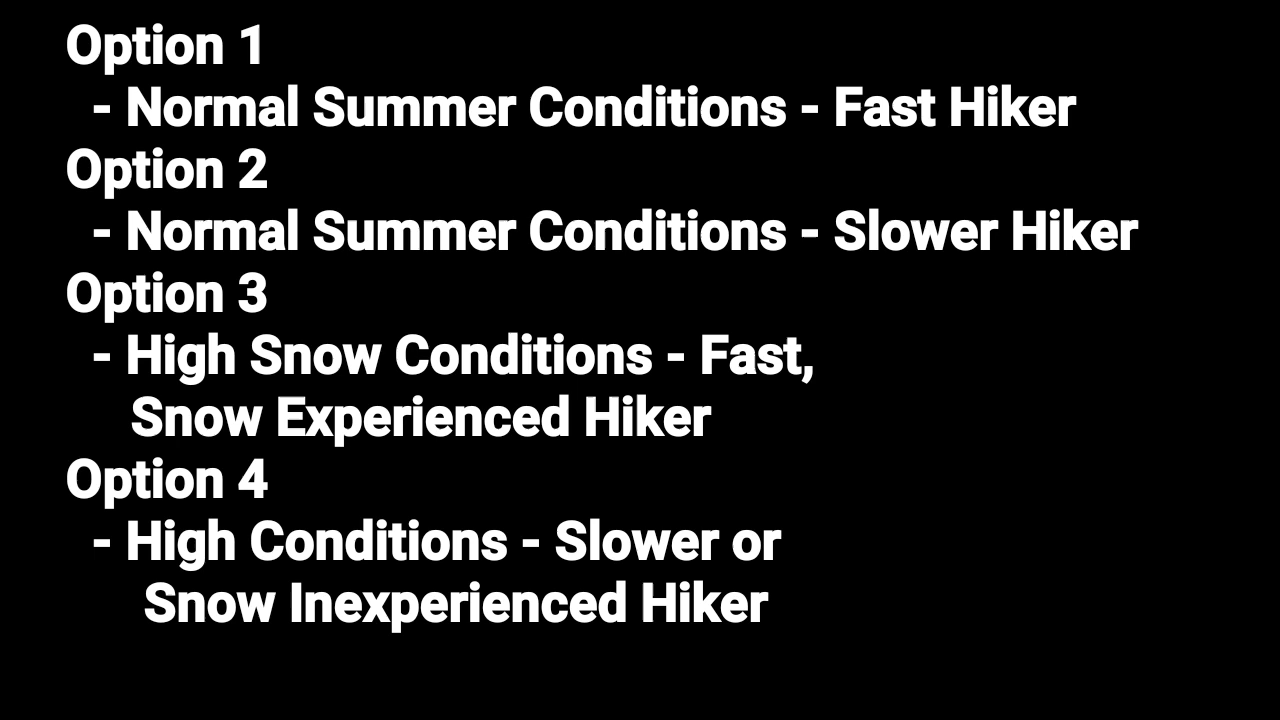 Option 1
- Normal Summer Conditions - Fast Hiker
Option 2
- Normal Summer Conditions - Slower Hiker
Option 3
- High Snow Conditions - Fast,
Snow Experienced Hiker
Option 4
- High Conditions - Slower or
Snow Inexperienced Hiker